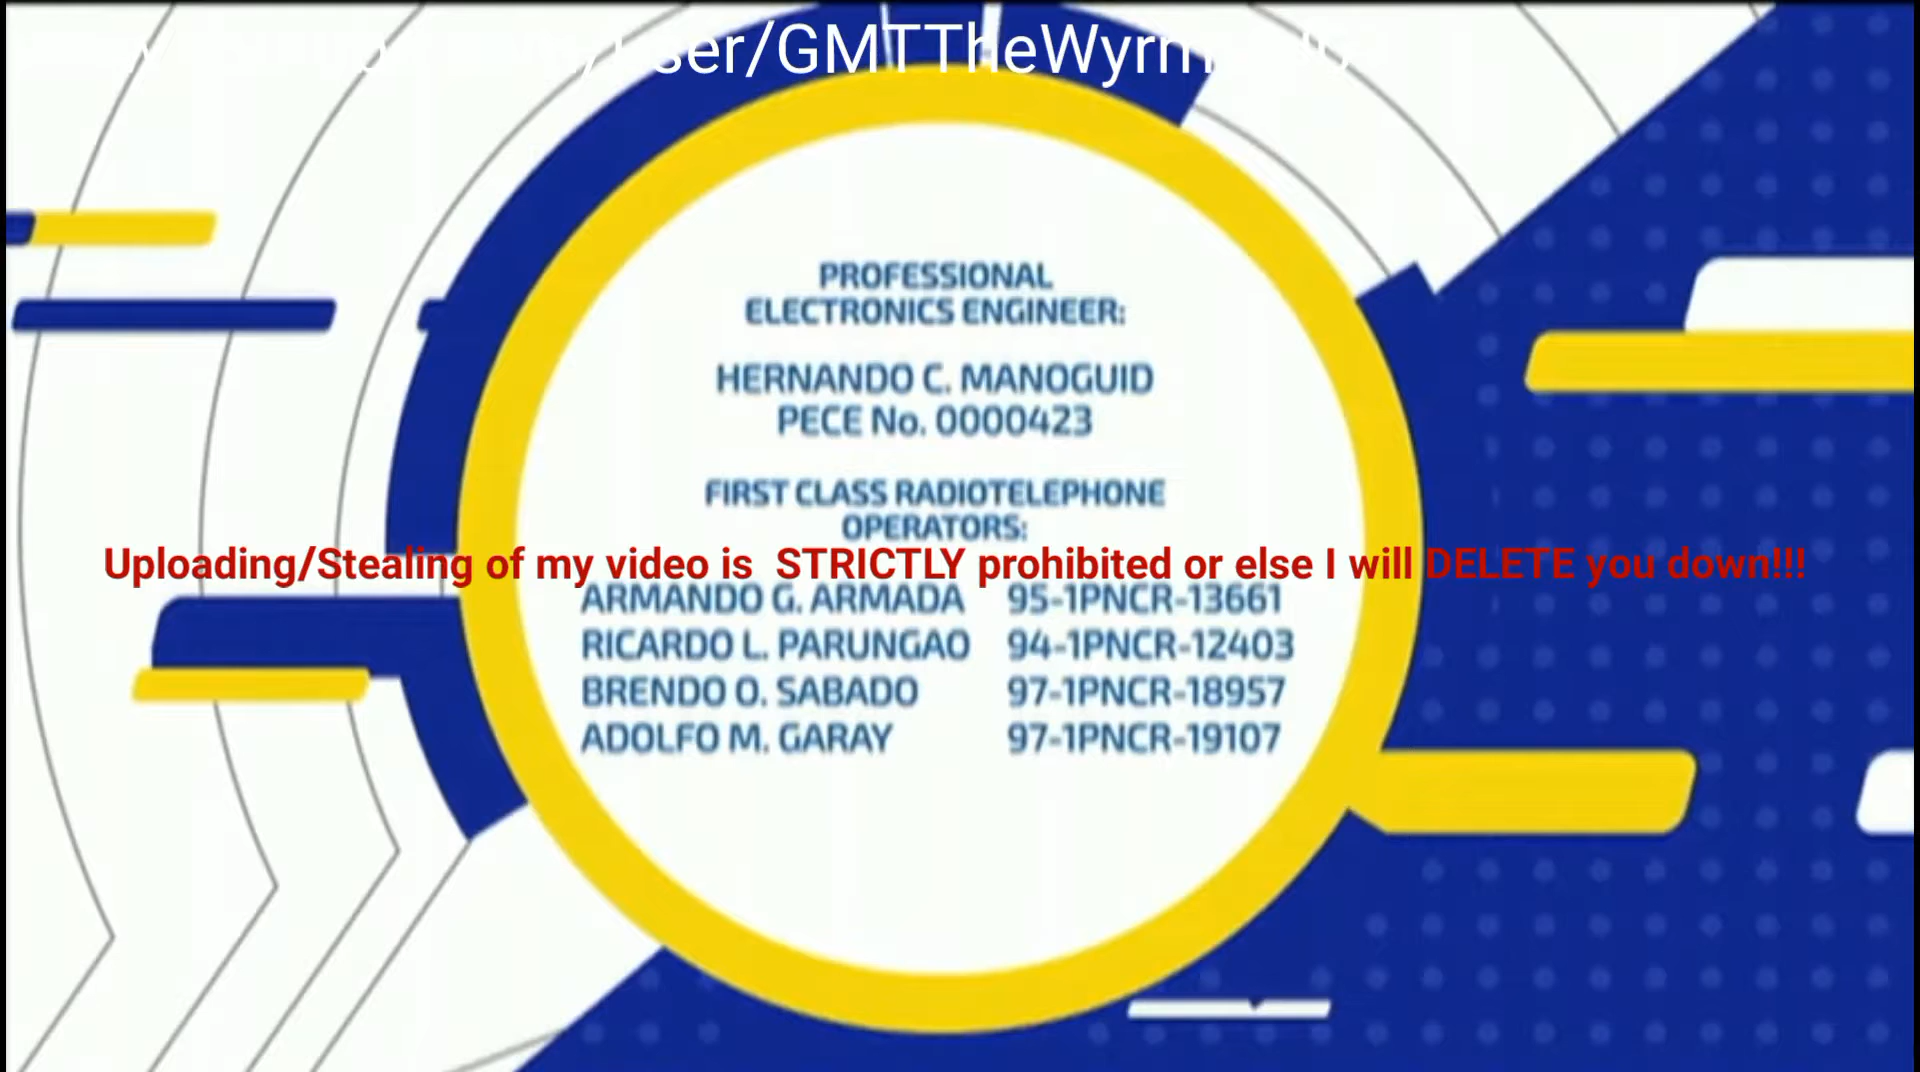 /user/GMTTheWyrm
PROFESSIONAL
ELECTRONICS ENGINEER:
HERNANDO C. MANOGUID
PECE No. 0000423
FIRST CLASS RADIOTELEPHONE
OPERATORS:
Uploading/Stealing of my video is  STRICTLY prohibited or else I will DELETE you down!!!
ARMANDO G. ARMADA 95-1PNCR-13661
RICARDO L. PARUNGAO 94-1PNCR-12403
BRENDO O. SABADO 97-1PNCR-18957
ADOLFO M. GARAY 97-1PNCR-19107